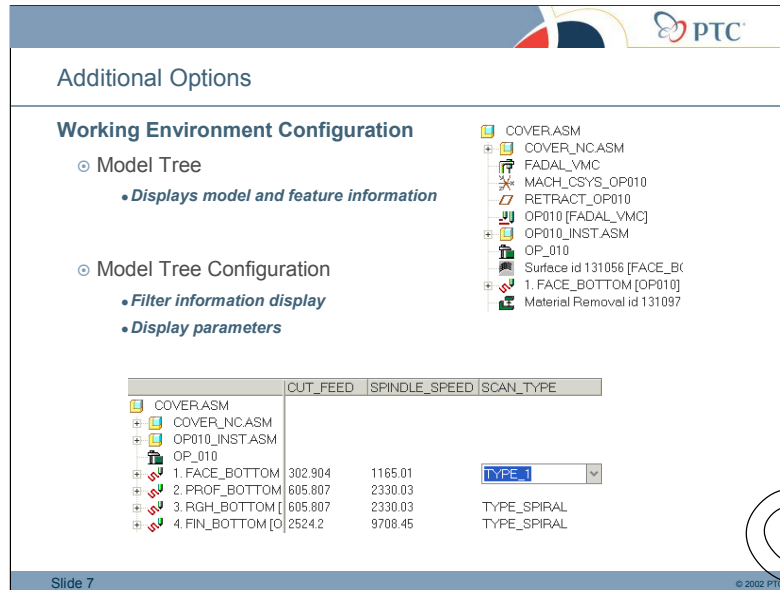 PTC
Additional Options
Working Environment Configuration
Model Tree
Displays model and feature information
Model Tree Configuration
Filter information display
Display parameters
COVER.ASM
COVER_NC.ASM
FADAL_VMC
MACH_CSYS_OP010
RETRACT_OP010
OP010 [FADAL_VMC]
OP010_INST.ASM
OP_010
Surface id 131056 [FACE_B
1. FACE_BOTTOM [OP010]
Material Removal id 131097
CUT_FEED SPINDLE_SPEED SCAN_TYPE
COVER.ASM
COVER_NC.ASM
OP010_INST.ASM
OP_010
1. FACE_BOTTOM 302.904 1165.01 TYPE_1
2. PROF_BOTTOM 605.807 2330.03
3. RGH_BOTTOM [ 605.807 2330.03 TYPE_SPIRAL
4. FIN_BOTTOM [O 2524.2 9708.45 TYPE_SPIRAL
Slide 7
© 2002 PTC